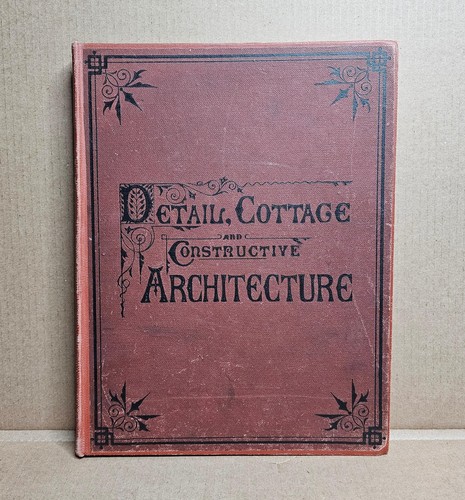 DETAIL, COTTAGE
AND
CONSTRUCTIVE
ARCHITECTURE